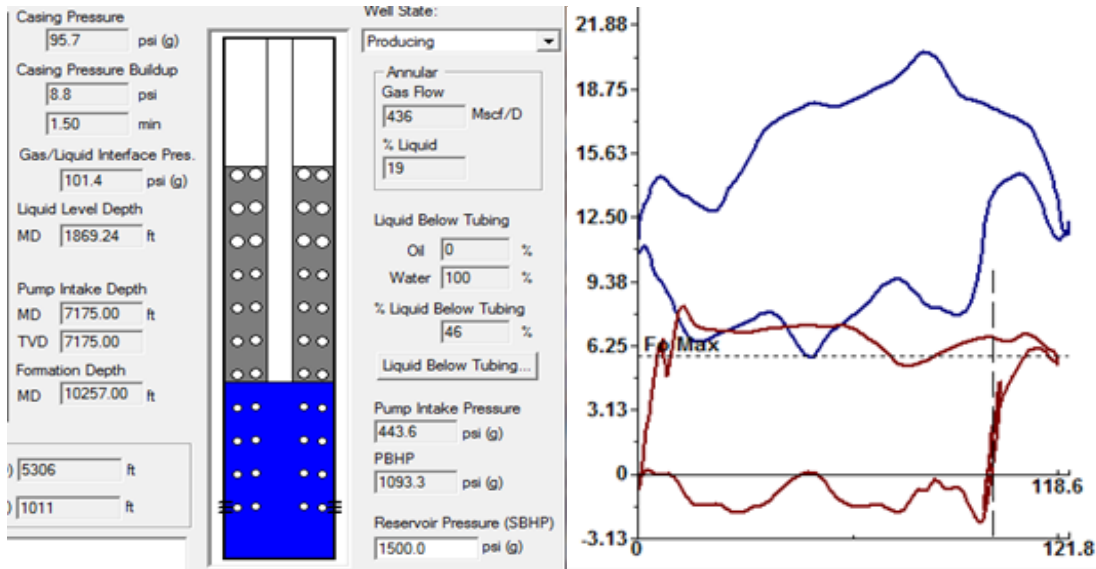 Casing Pressure
95.7 psi (g)
Casing Pressure Buildup
8.8 psi
1.50 min
Gas/Liquid Interface Pres.
101.4 psi (g)
Liquid Level Depth
MD 1869.24 ft
Pump Intake Depth
MD 7175.00 ft
TVD 7175.00
Formation Depth
MD 10257.00 ft
) 5306 ft
) 1011 ft
Well State:
Producing
Annular
Gas Flow
436 Mscf/D
% Liquid
19
Liquid Below Tubing
Oil 0 %
Water 100 %
% Liquid Below Tubing
46 %
Liquid Below Tubing...
Pump Intake Pressure
443.6 psi (g)
PBHP
1093.3 psi (g)
Reservoir Pressure (SBHP)
1500.0 psi (g)
21.88
18.75
15.63
12.50
9.38
6.25
Fo Max
3.13
0
118.6
-3.13
0
121.8